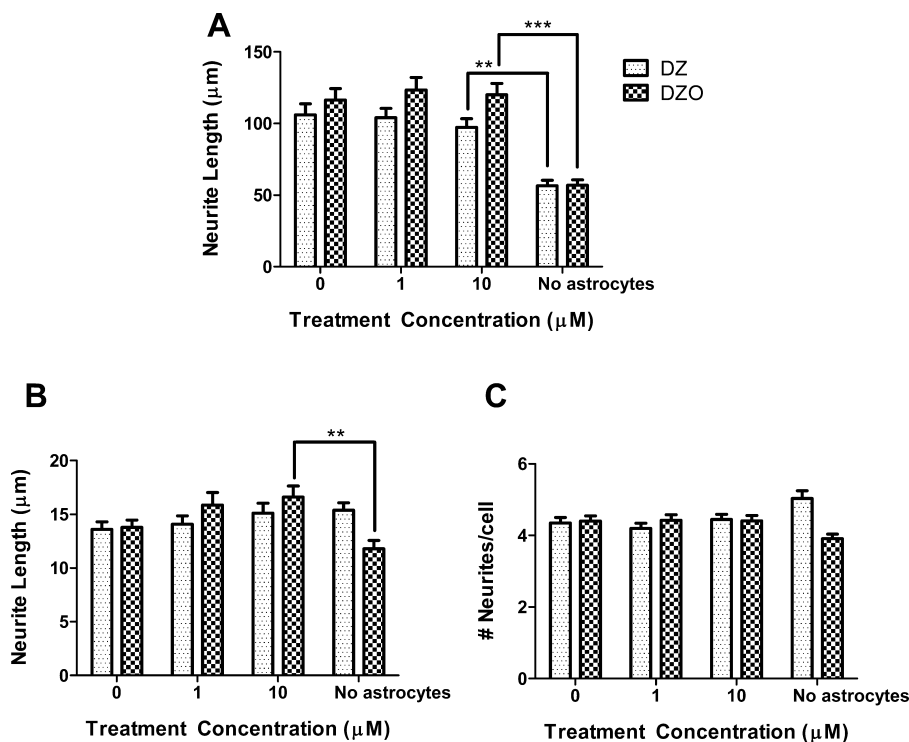 A
***
**
150
100
50
0
Neurite Length (μm)
DZ
DZO
0 1 10 No astrocytes
Treatment Concentration (μM)
B
**
20
15
10
5
0
Neurite Length (μm)
0 1 10 No astrocytes
Treatment Concentration (μM)
C
6
4
2
0
# Neurites/cell
0 1 10 No astrocytes
Treatment Concentration (μM)